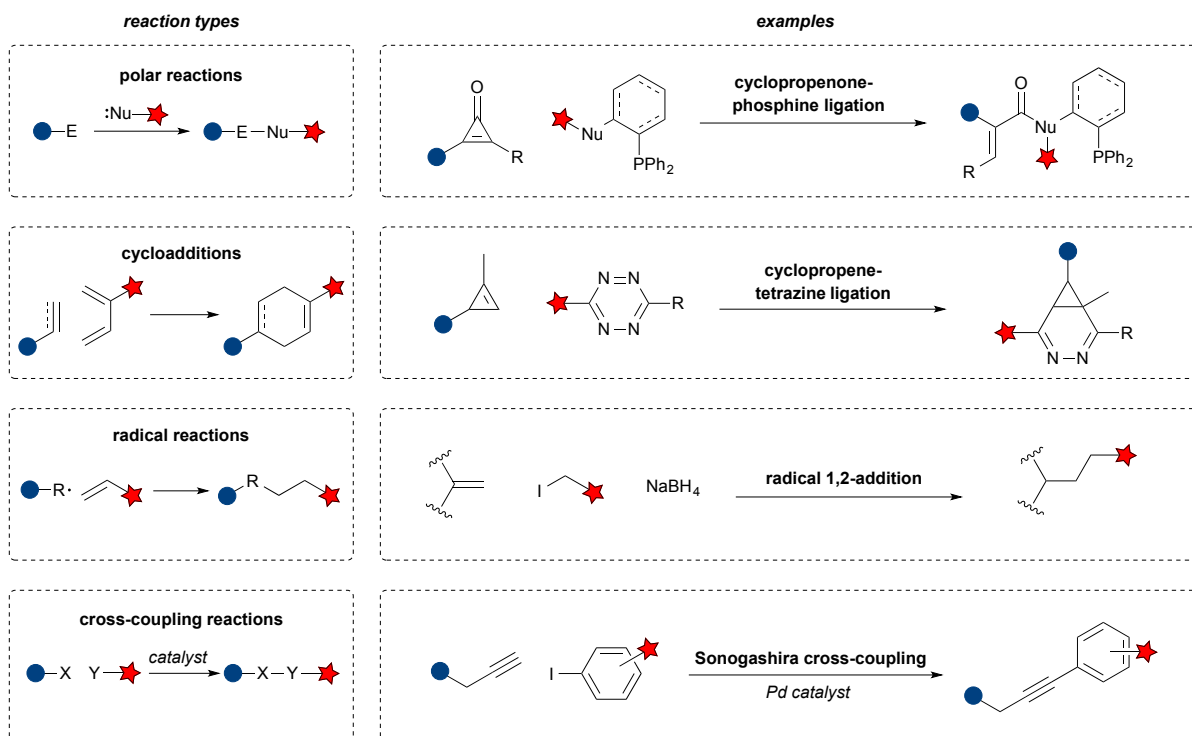 reaction types
examples
polar reactions
:Nu
E
E Nu
O
R
Nu
PPh2
cyclopropenone-
phosphine ligation
O
Nu
R
PPh2
cycloadditions
N N
R
N N
cyclopropene-
tetrazine ligation
R
N N
radical reactions
R·
R
I
NaBH4
radical 1,2-addition
cross-coupling reactions
X Y
catalyst
X Y
I
Sonogashira cross-coupling
Pd catalyst